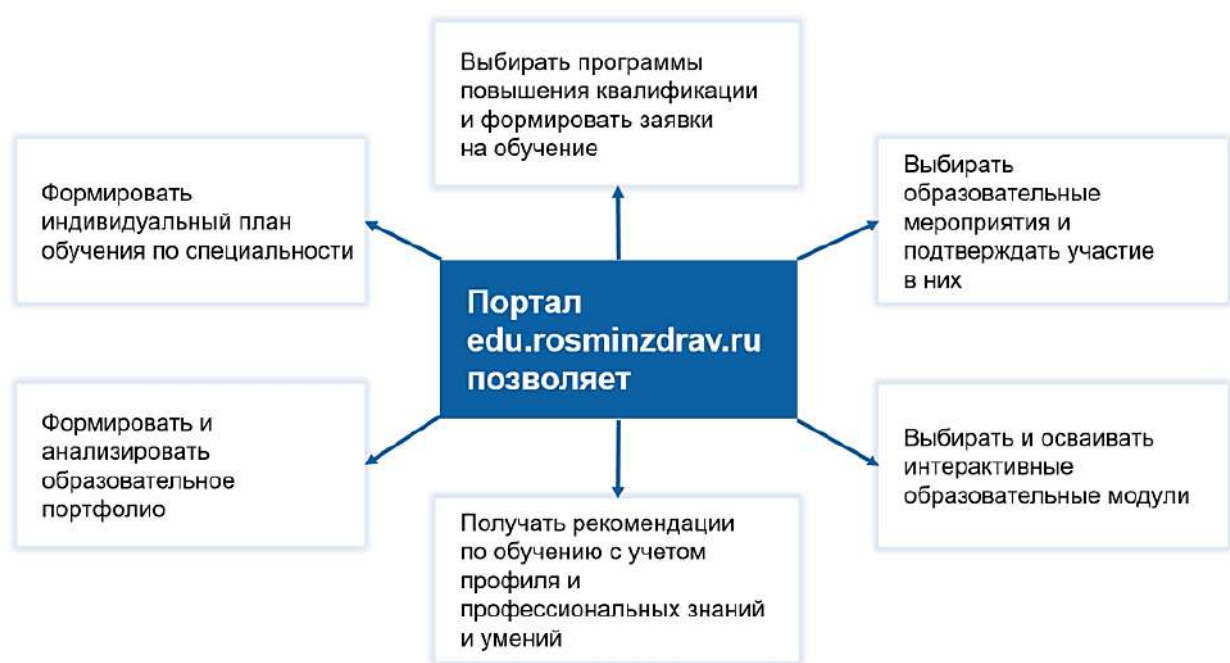 Выбирать программы
повышения квалификации
и формировать заявки
на обучение
Формировать
индивидуальный план
обучения по специальности
Выбирать
образовательные
мероприятия и
подтверждать участие
в них
Портал
edu.rosminzdrav.ru
позволяет
Формировать и
анализировать
образовательное
портфолио
Выбирать и осваивать
интерактивные
образовательные модули
Получать рекомендации
по обучению с учетом
профиля и
профессиональных знаний
и умений